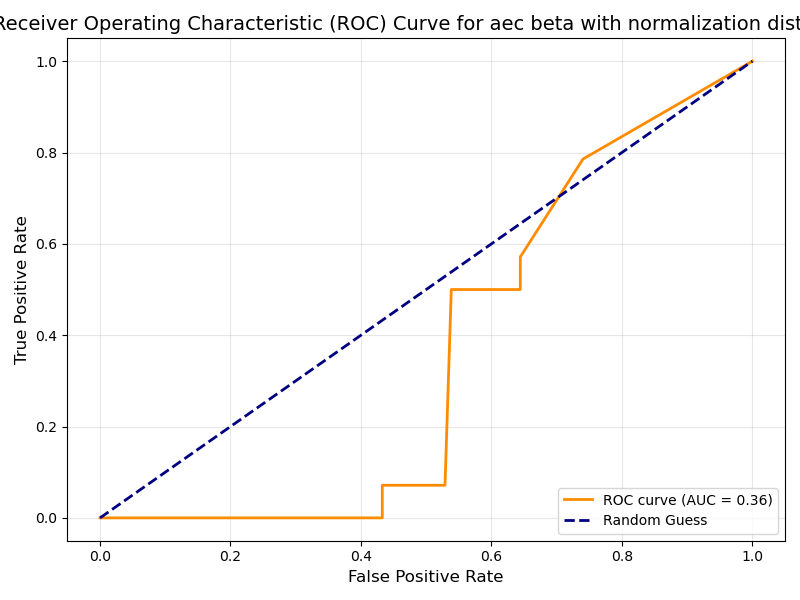 Receiver Operating Characteristic (ROC) Curve for aec beta with normalization dist
1.0
0.8
0.6
0.4
0.2
0.0
True Positive Rate
ROC curve (AUC = 0.36)
Random Guess
0.0 0.2 0.4 0.6 0.8 1.0
False Positive Rate